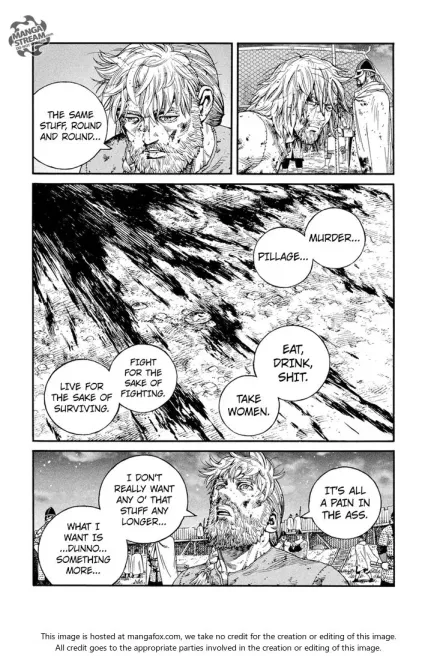 MANGA
STREAM
THE SAME
STUFF, ROUND
AND ROUND...
MURDER...
PILLAGE...
EAT,
DRINK,
SHIT.
TAKE
WOMEN.
FIGHT
FOR THE
SAKE OF
FIGHTING.
LIVE FOR
THE SAKE OF
SURVIVING.
IT'S ALL
A PAIN IN
THE ASS.
I DON'T
REALLY WANT
ANY O' THAT
STUFF ANY
LONGER...
WHAT I
WANT IS
...DUNNO...
SOMETHING
MORE...
This image is hosted at mangafox.com, we take no credit for the creation or editing of this image.
All credit goes to the appropriate parties involved in the creation or editing of this image.